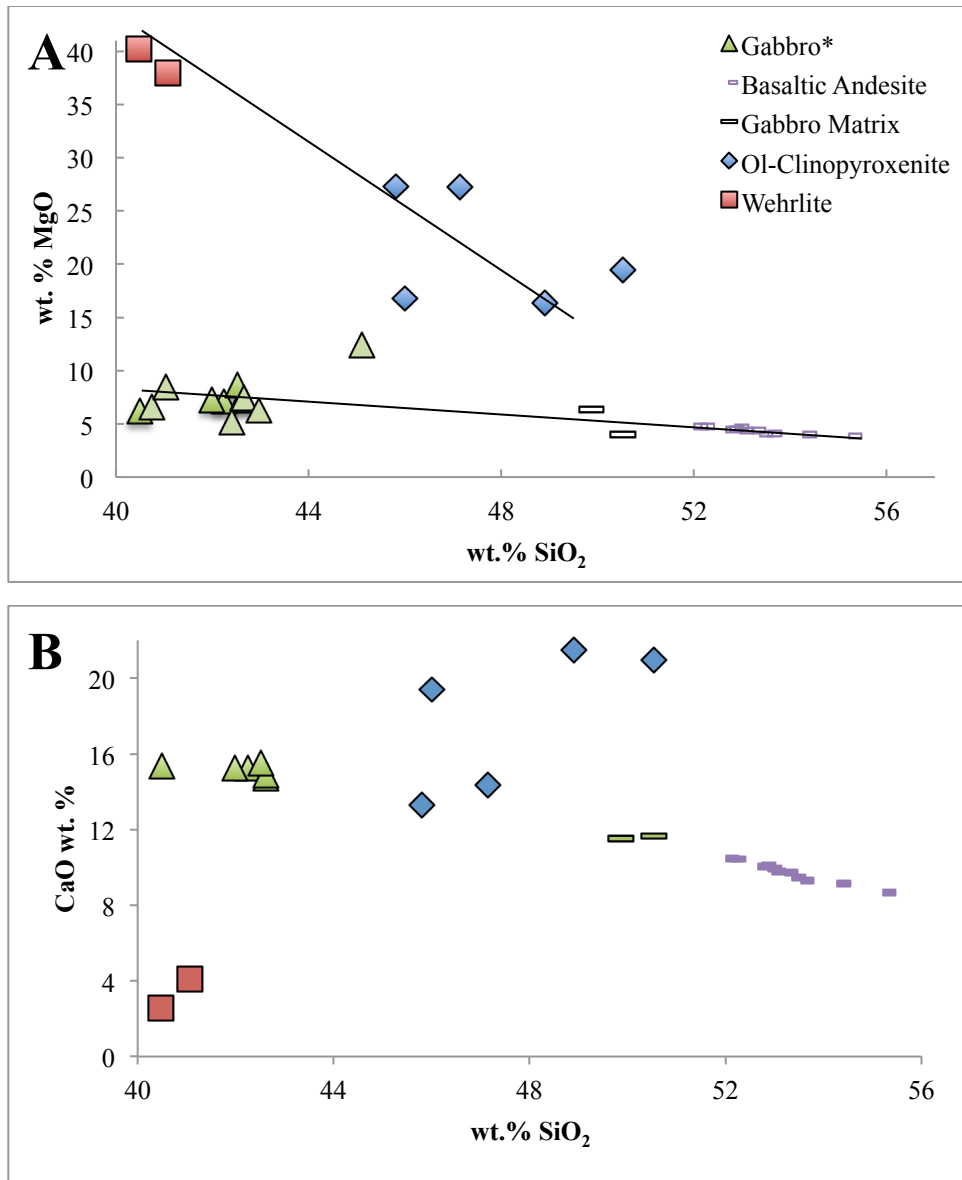 A
40
35
30
25
20
15
10
5
0
wt. % MgO
40
44
48
52
56
wt.% SiO₂
Gabbro*
Basaltic Andesite
Gabbro Matrix
Ol-Clinopyroxenite
Wehrlite
B
20
16
12
8
4
0
CaO wt. %
40
44
48
52
56
wt.% SiO₂